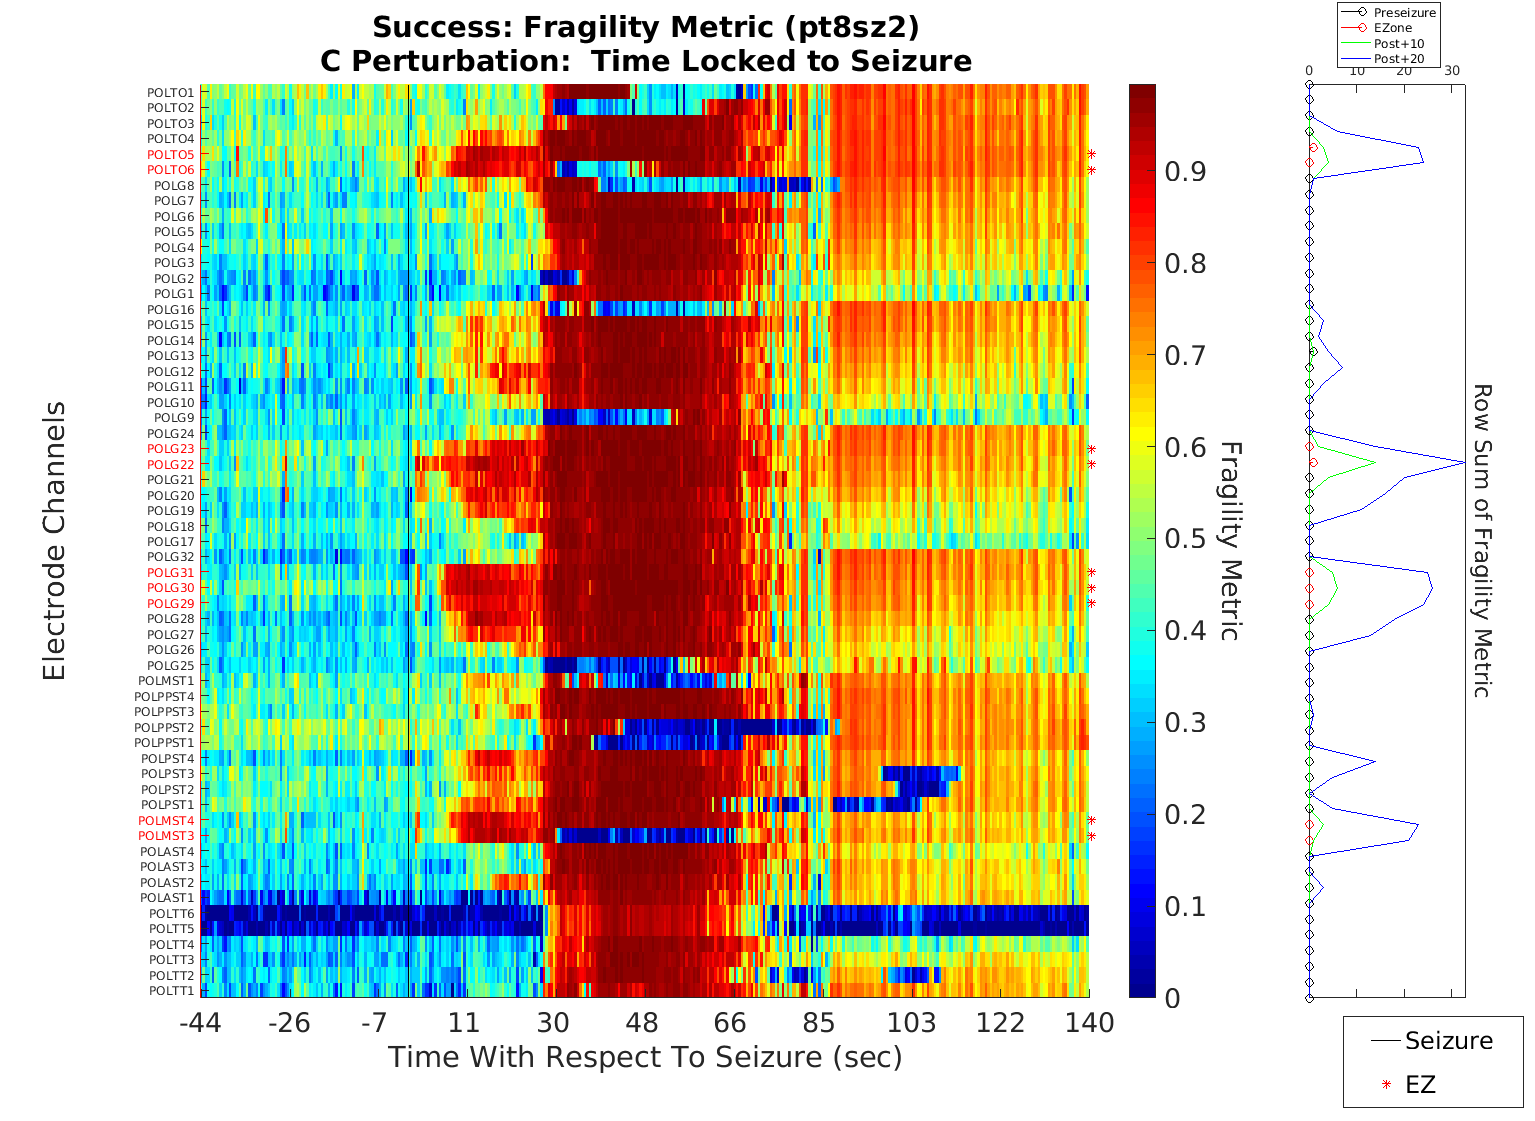 Success: Fragility Metric (pt8sz2)
C Perturbation:  Time Locked to Seizure
Electrode Channels
POLTO1
POLTO2
POLTO3
POLTO4
POLTO5
POLTO6
POLG8
POLG7
POLG6
POLG5
POLG4
POLG3
POLG2
POLG1
POLG16
POLG15
POLG14
POLG13
POLG12
POLG11
POLG10
POLG9
POLG24
POLG23
POLG22
POLG21
POLG20
POLG19
POLG18
POLG17
POLG32
POLG31
POLG30
POLG29
POLG28
POLG27
POLG26
POLG25
POLMST1
POLPPST4
POLPPST3
POLPPST2
POLPPST1
POLPST4
POLPST3
POLPST2
POLPST1
POLMST4
POLMST3
POLAST4
POLAST3
POLAST2
POLAST1
POLTT6
POLTT5
POLTT4
POLTT3
POLTT2
POLTT1
-44 -26 -7 11 30 48 66 85 103 122 140
Time With Respect To Seizure (sec)
0.9
0.8
0.7
0.6
0.5
0.4
0.3
0.2
0.1
0
Fragility Metric
Preseizure
EZone
Post+10
Post+20
0 10 20 30
Row Sum of Fragility Metric
Seizure
EZ